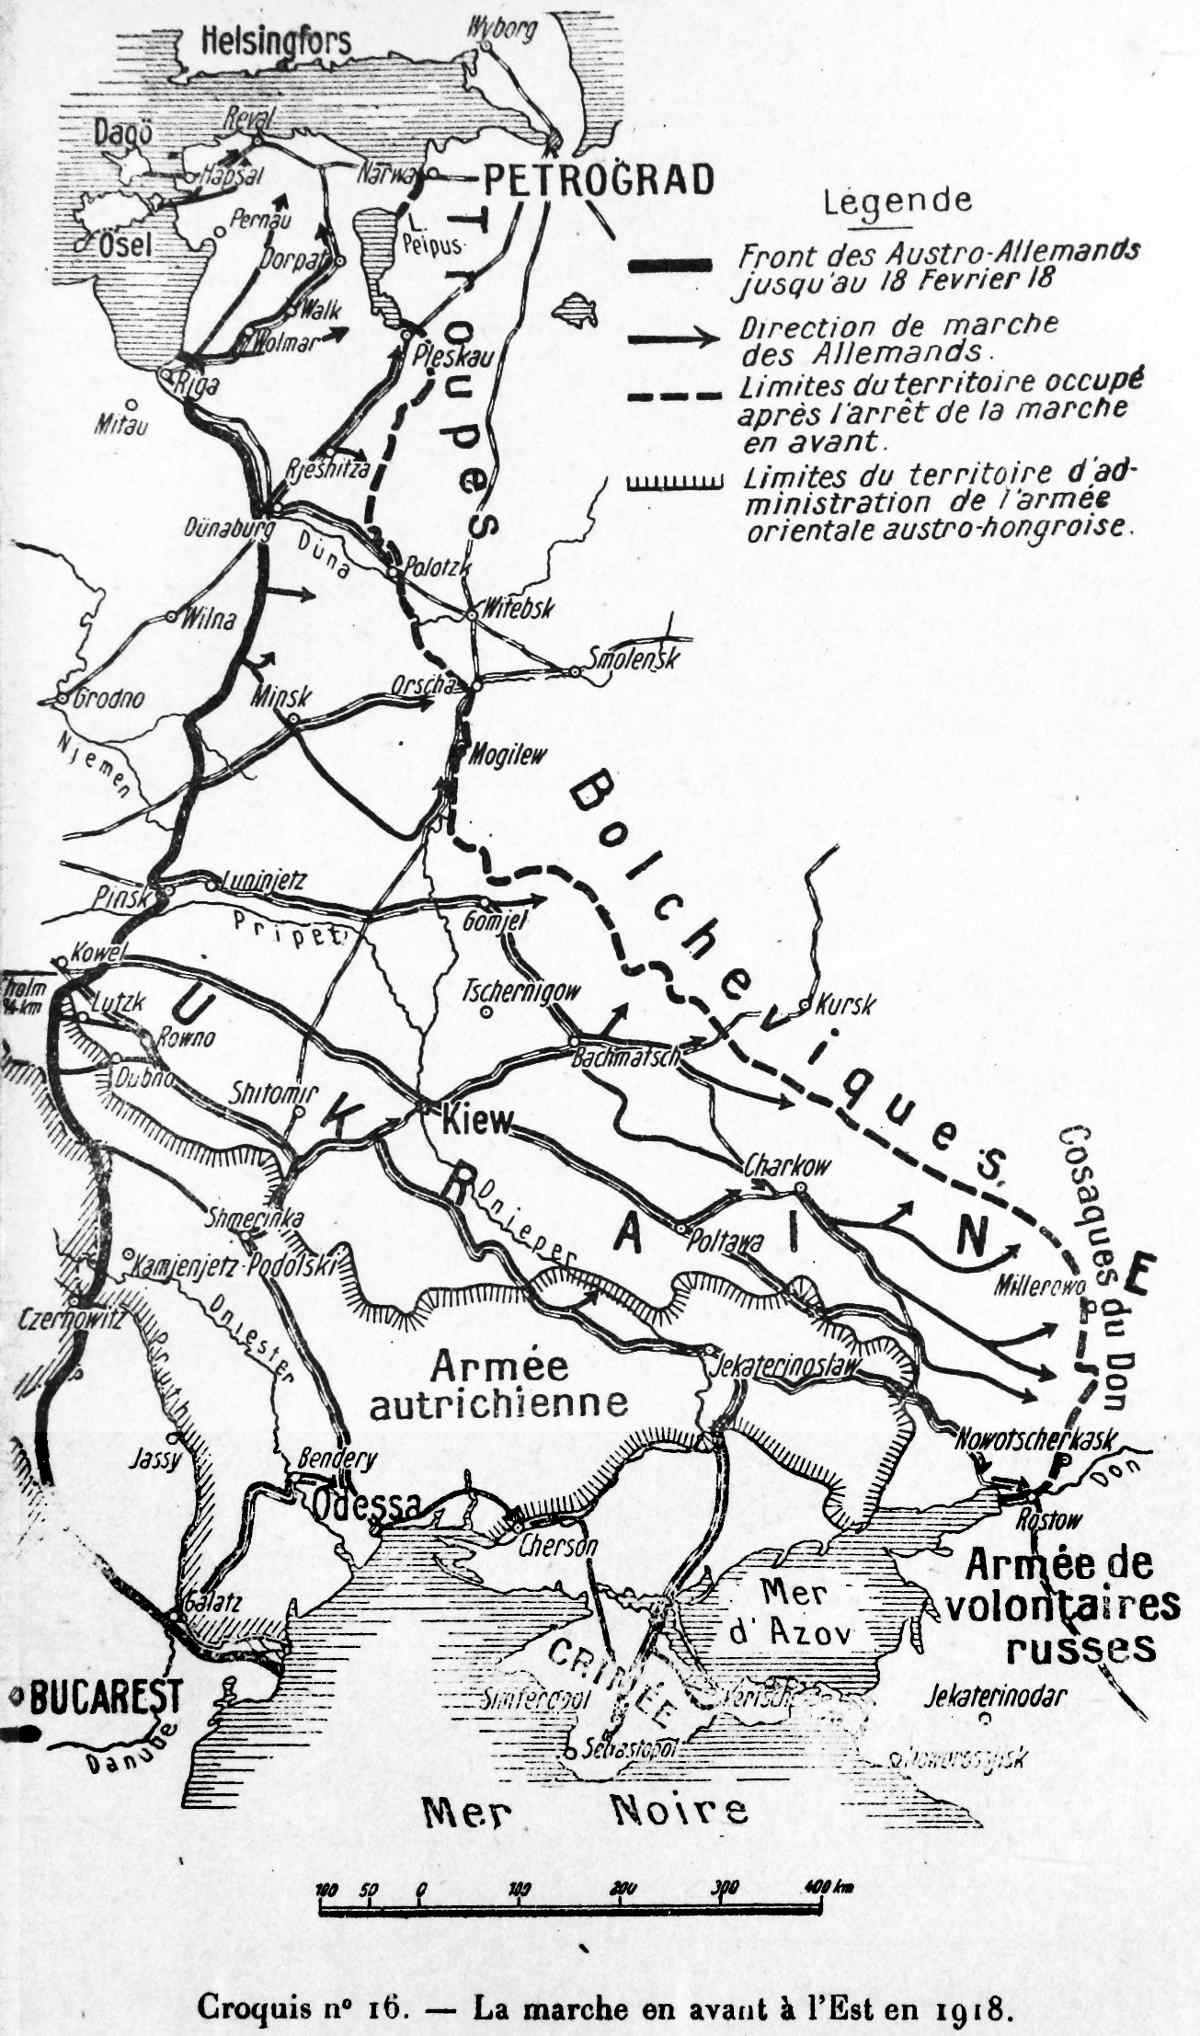 Helsingfors
Wyborg
Reval
Dagö
Hapsal
Narwa
PETROGRAD
Légende
Pernau
Ösel
L. Peipus
Dorpat
Front des Austro-Allemands
jusqu'au 18 Fevrier 18
Walk
Wolmar
Direction de marche
des Allemands.
Pleskau
Riga
Limites du territoire occupé
après l'arrêt de la marche
en avant.
Mitau
Rjeshitza
Limites du territoire d'ad-
ministration de l'armée
orientale austro-hongroise.
Troupes
Dünaburg
Düna
Polotzk
Wilna
Witebsk
Smolensk
Grodno
Minsk
Orscha
Njemen
Mogilew
Bolcheviques.
Pinsk
Luninjetz
Pripet
Gomjel
Kowel
Cholm
Lutzk
Tschernigow
Kursk
Rowno
Bachmatsch
Dubno
Shitomir
Kiew
UKRAINE
Cosaques du Don
Charkow
Dnjeper
Shmerinka
Poltawa
Kamjenjetz-Podolski
Millerowo
Czernowitz
Dnjester
Pruth
Armée
autrichienne
Jekaterinoslaw
Jassy
Bendery
Nowotscherkask
Don
Odessa
Cherson
Rostow
Armée de
volontaires
russes
Mer
d'Azov
Galatz
CRIMÉE
BUCAREST
Simferopol
Jekaterinodar
Danube
Sebastopol
Mer Noire
100 50 0 100 200 300 400 km
Croquis nº 16. — La marche en avant à l'Est en 1918.